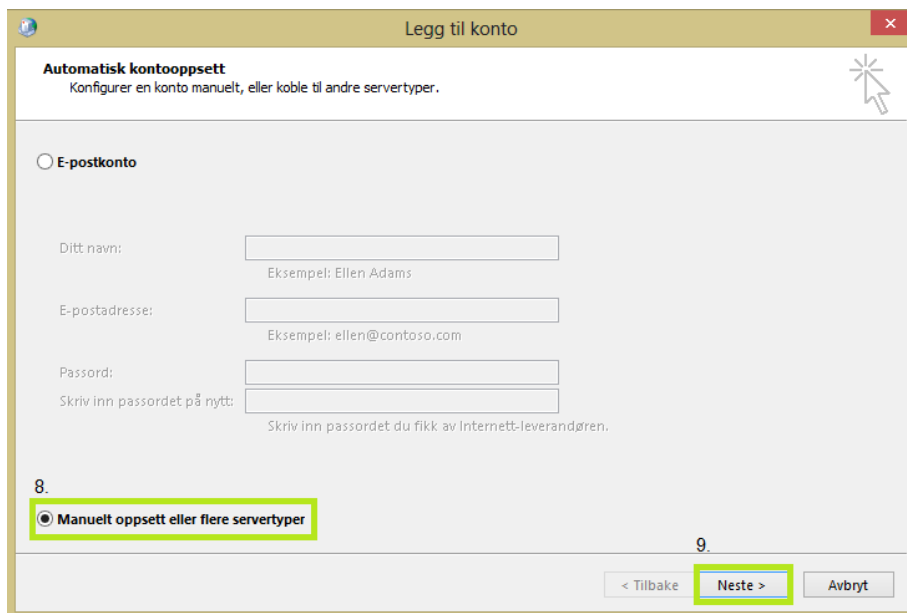 Legg til konto
Automatisk kontooppsett
Konfigurer en konto manuelt, eller koble til andre servertyper.
E-postkonto
Ditt navn:
Eksempel: Ellen Adams
E-postadresse:
Eksempel: ellen@contoso.com
Passord:
Skriv inn passordet på nytt:
Skriv inn passordet du fikk av Internett-leverandøren.
8.
Manuelt oppsett eller flere servertyper
9.
< Tilbake Neste > Avbryt